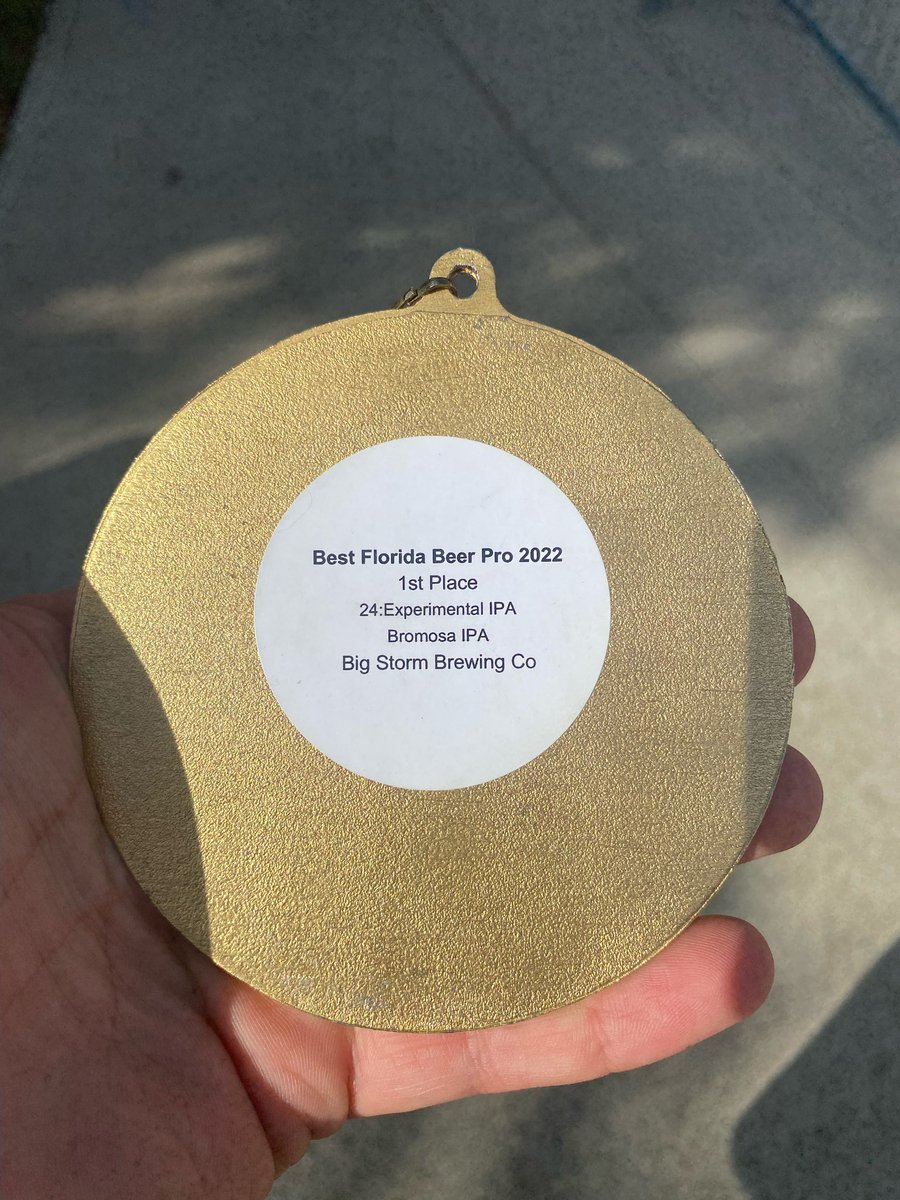 Best Florida Beer Pro 2022
1st Place
24:Experimental IPA
Bromosa IPA
Big Storm Brewing Co